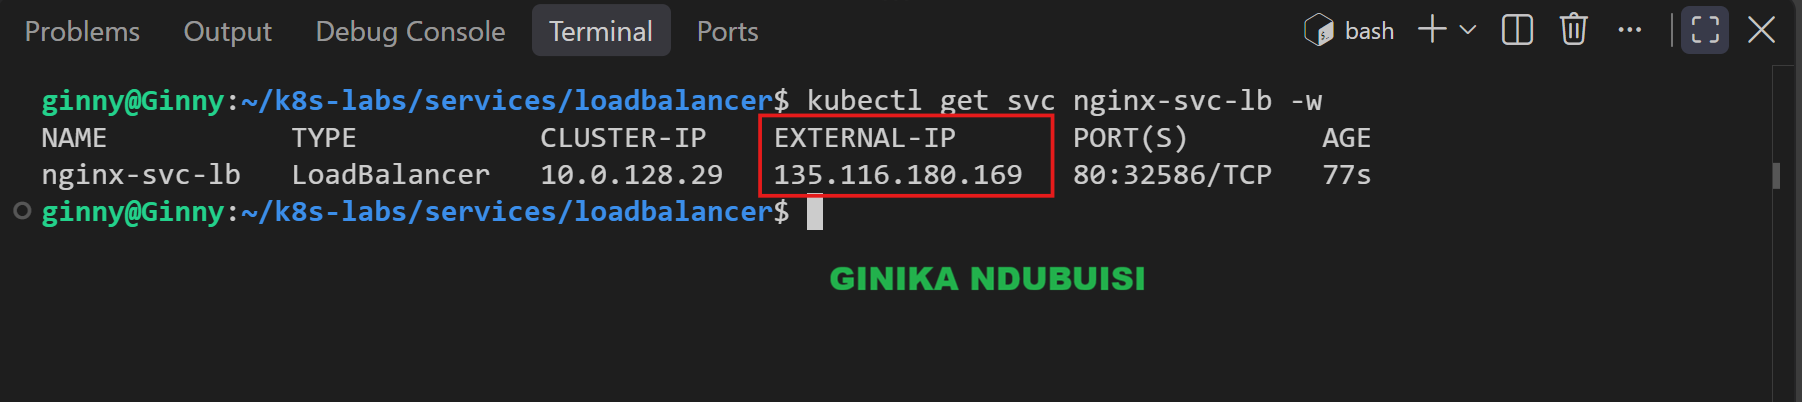 Problems Output Debug Console Terminal Ports bash
ginny@Ginny:~/k8s-labs/services/loadbalancer$ kubectl get svc nginx-svc-lb -w
NAME TYPE CLUSTER-IP EXTERNAL-IP PORT(S) AGE
nginx-svc-lb LoadBalancer 10.0.128.29 135.116.180.169 80:32586/TCP 77s
ginny@Ginny:~/k8s-labs/services/loadbalancer$
GINIKA NDUBUISI